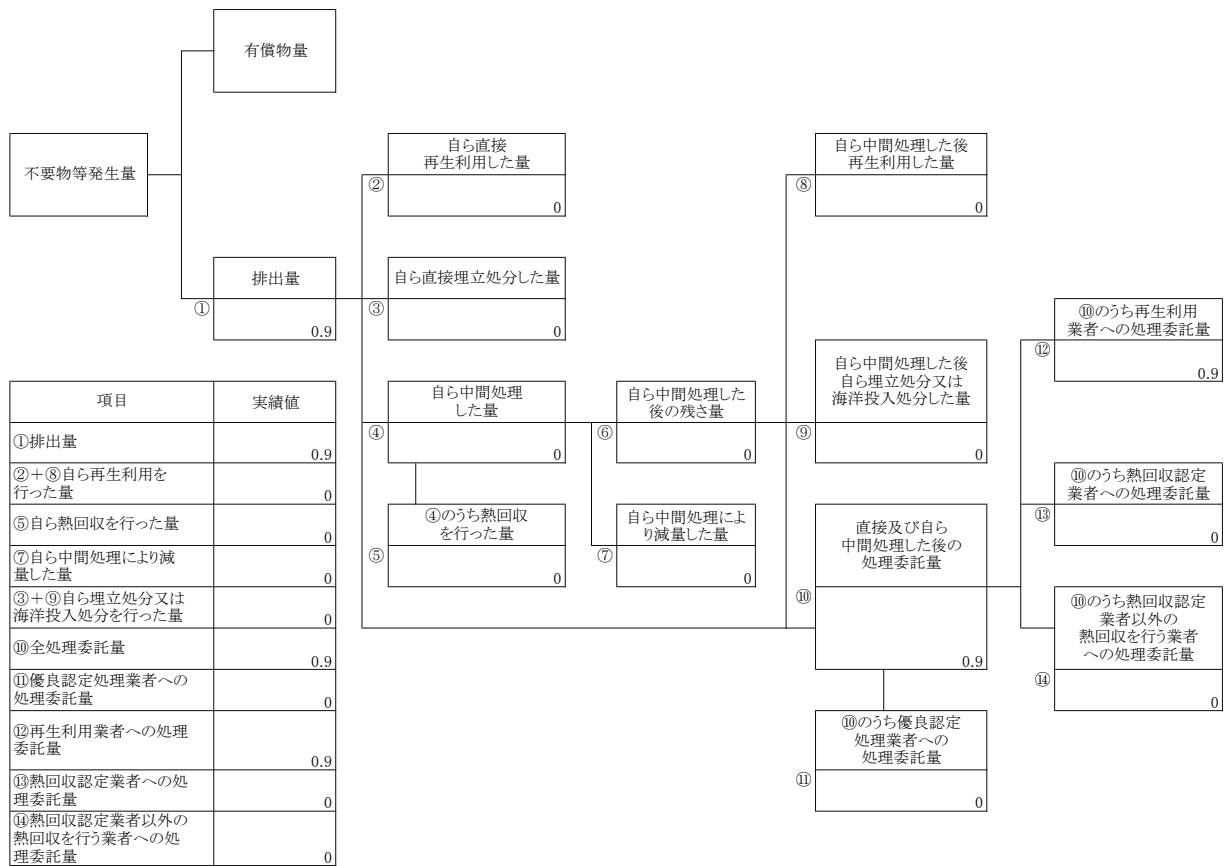 有償物量
不要物等発生量
自ら直接
再生利用した量
②
0
自ら中間処理した後
再生利用した量
⑧
0
排出量
①
0.9
自ら直接埋立処分した量
③
0
⑩のうち再生利用
業者への処理委託量
⑫
0.9
自ら中間処理
した量
④
0
自ら中間処理した
後の残さ量
⑥
0
自ら中間処理した後
自ら埋立処分又は
海洋投入処分した量
⑨
0
⑩のうち熱回収認定
業者への処理委託量
⑬
0
④のうち熱回収
を行った量
⑤
0
自ら中間処理によ
り減量した量
⑦
0
直接及び自ら
中間処理した後の
処理委託量
⑩
0.9
⑩のうち熱回収認定
業者以外の
熱回収を行う業者
への処理委託量
⑭
0
⑩のうち優良認定
処理業者への
処理委託量
⑪
0
項目 実績値
①排出量
0.9
②+⑧自ら再生利用を
行った量
0
⑤自ら熱回収を行った量
0
⑦自ら中間処理により減
量した量
0
③+⑨自ら埋立処分又は
海洋投入処分を行った量
0
⑩全処理委託量
0.9
⑪優良認定処理業者への
処理委託量
0
⑫再生利用業者への処理
委託量
0.9
⑬熱回収認定業者への処
理委託量
0
⑭熱回収認定業者以外の
熱回収を行う業者への処
理委託量
0